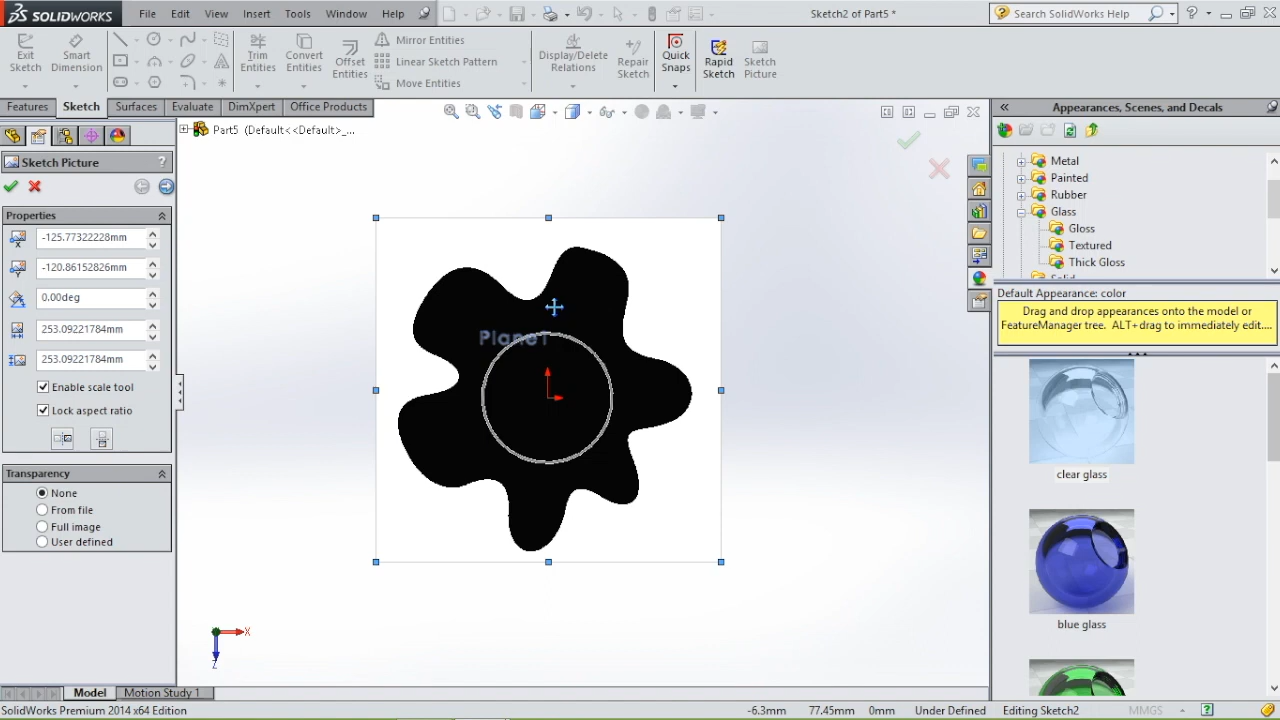 SOLIDWORKS File Edit View Insert Tools Window Help Sketch2 of Part5 * Search SolidWorks Help
Exit Sketch Smart Dimension Trim Entities Convert Entities Offset Entities Mirror Entities Linear Sketch Pattern Move Entities Display/Delete Relations Repair Sketch Quick Snaps Rapid Sketch Sketch Picture
Features Sketch Surfaces Evaluate DimXpert Office Products Appearances, Scenes, and Decals
Part5 (Default<<Default>_...
Sketch Picture ?
Properties
-125.77322228mm
-120.86152826mm
0.00deg
253.09221784mm
253.09221784mm
Enable scale tool
Lock aspect ratio
Transparency
None
From file
Full image
User defined
Plane1
X
Z
Metal
Painted
Rubber
Glass
Gloss
Textured
Thick Gloss
Solid
Default Appearance: color
Drag and drop appearances onto the model or
FeatureManager tree. ALT+drag to immediately edit....
clear glass
blue glass
Model Motion Study 1
SolidWorks Premium 2014 x64 Edition -6.3mm 77.45mm 0mm Under Defined Editing Sketch2 MMGS